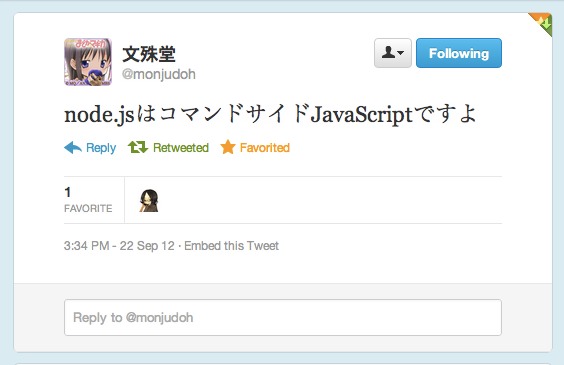 文殊堂
@monjudoh
Following
node.jsはコマンドサイドJavaScriptですよ
Reply
Retweeted
Favorited
1
FAVORITE
3:34 PM - 22 Sep 12 · Embed this Tweet
Reply to @monjudoh